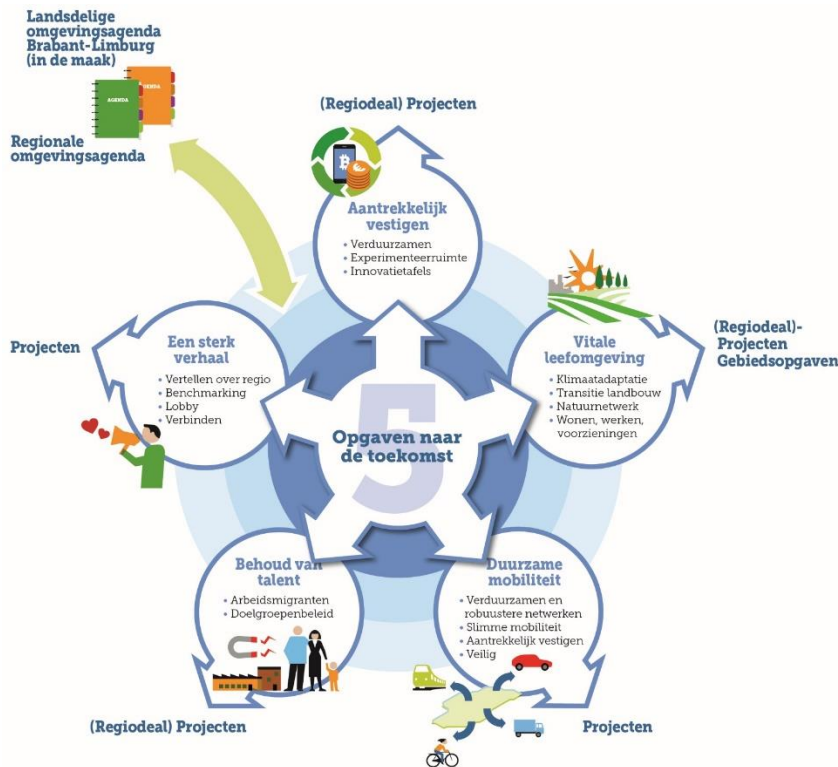 Landsdelige
omgevingsagenda
Brabant-Limburg
(in de maak)
AGENDA
AGENDA
Regionale
omgevingsagenda
(Regiodeal) Projecten
Aantrekkelijk
vestigen
• Verduurzamen
• Experimenteerruimte
• Innovatietafels
Projecten
Een sterk
verhaal
• Vertellen over regio
• Benchmarking
• Lobby
• Verbinden
Vitale
leefomgeving
• Klimaatadaptatie
• Transitie landbouw
• Natuurnetwerk
• Wonen, werken,
voorzieningen
(Regiodeal)-
Projecten
Gebiedsopgaven
5
Opgaven naar
de toekomst
Behoud van
talent
• Arbeidsmigranten
• Doelgroepenbeleid
(Regiodeal) Projecten
Duurzame
mobiliteit
• Verduurzamen en
robuustere netwerken
• Slimme mobiliteit
• Aantrekkelijk vestigen
• Veilig
Projecten